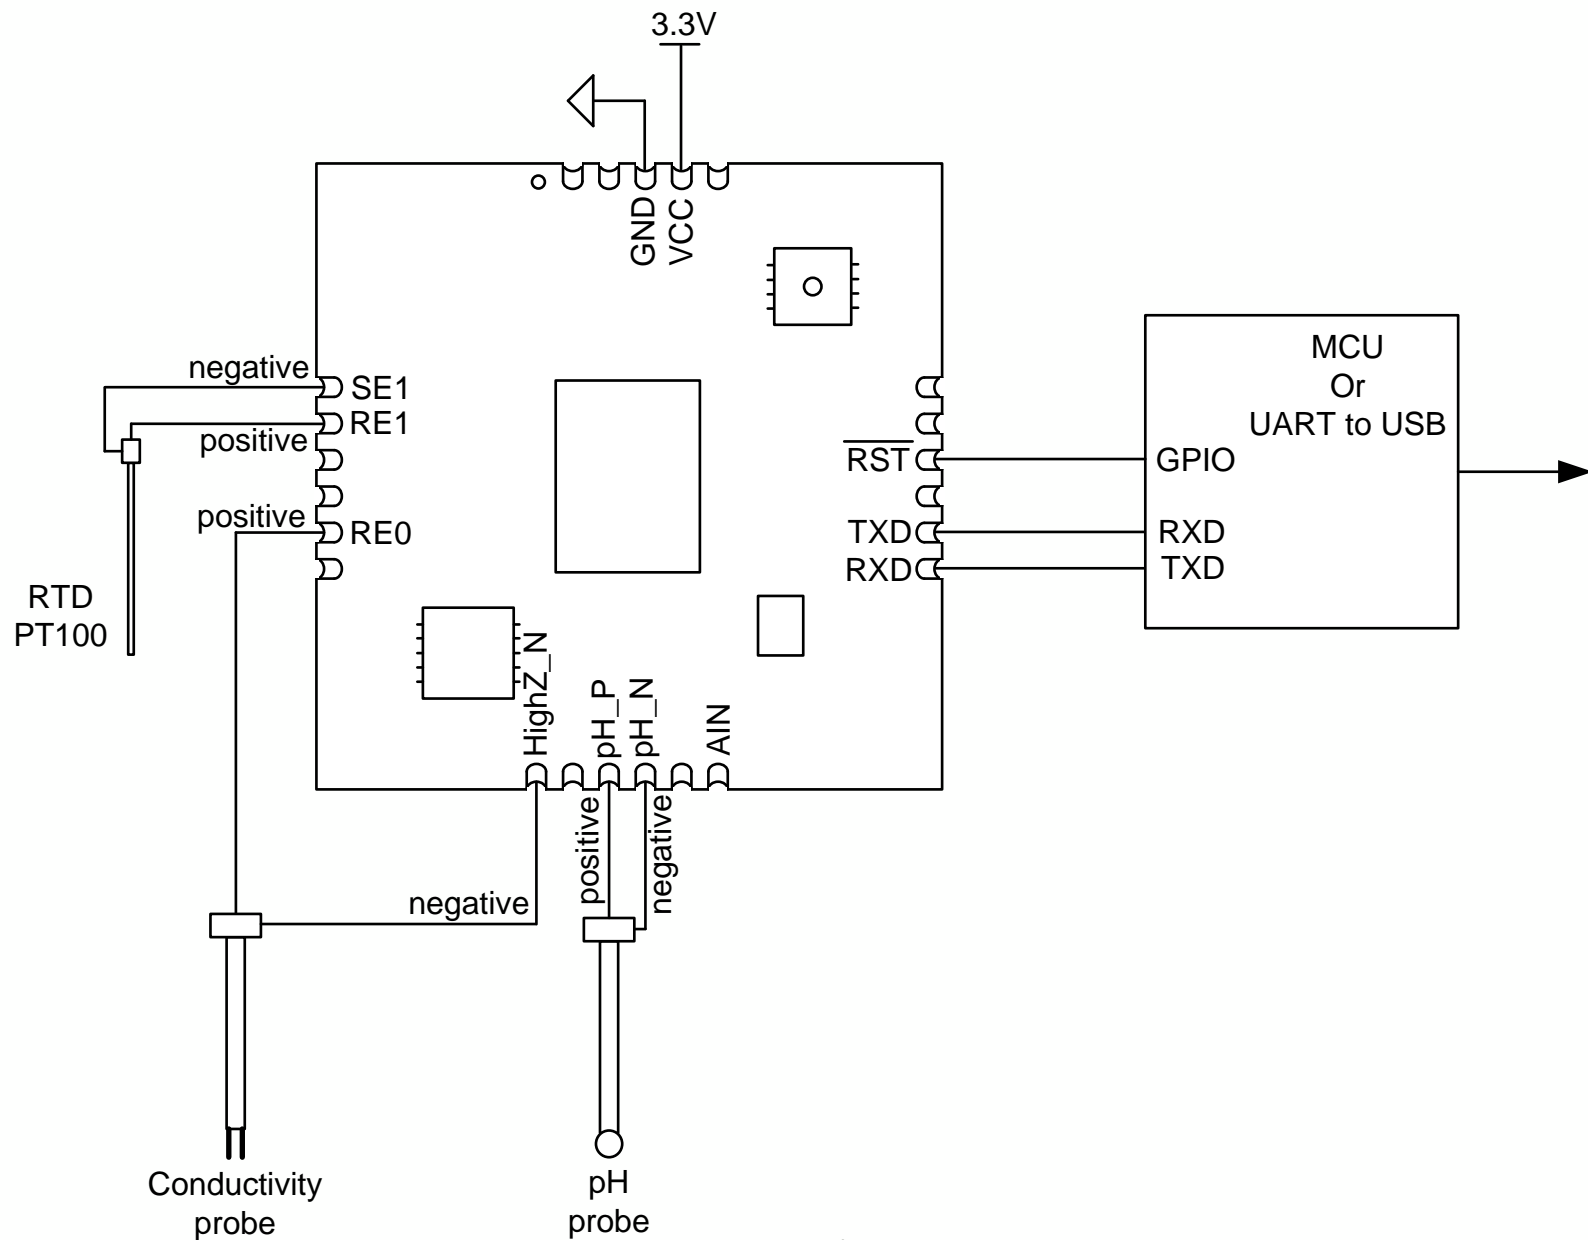 3.3V
GND
VCC
negative
SE1
RE1
positive
positive
RE0
RTD
PT100
RST
TXD
RXD
MCU
Or
UART to USB
GPIO
RXD
TXD
HighZ_N
pH_P
pH_N
AIN
negative
positive
negative
Conductivity
probe
pH
probe